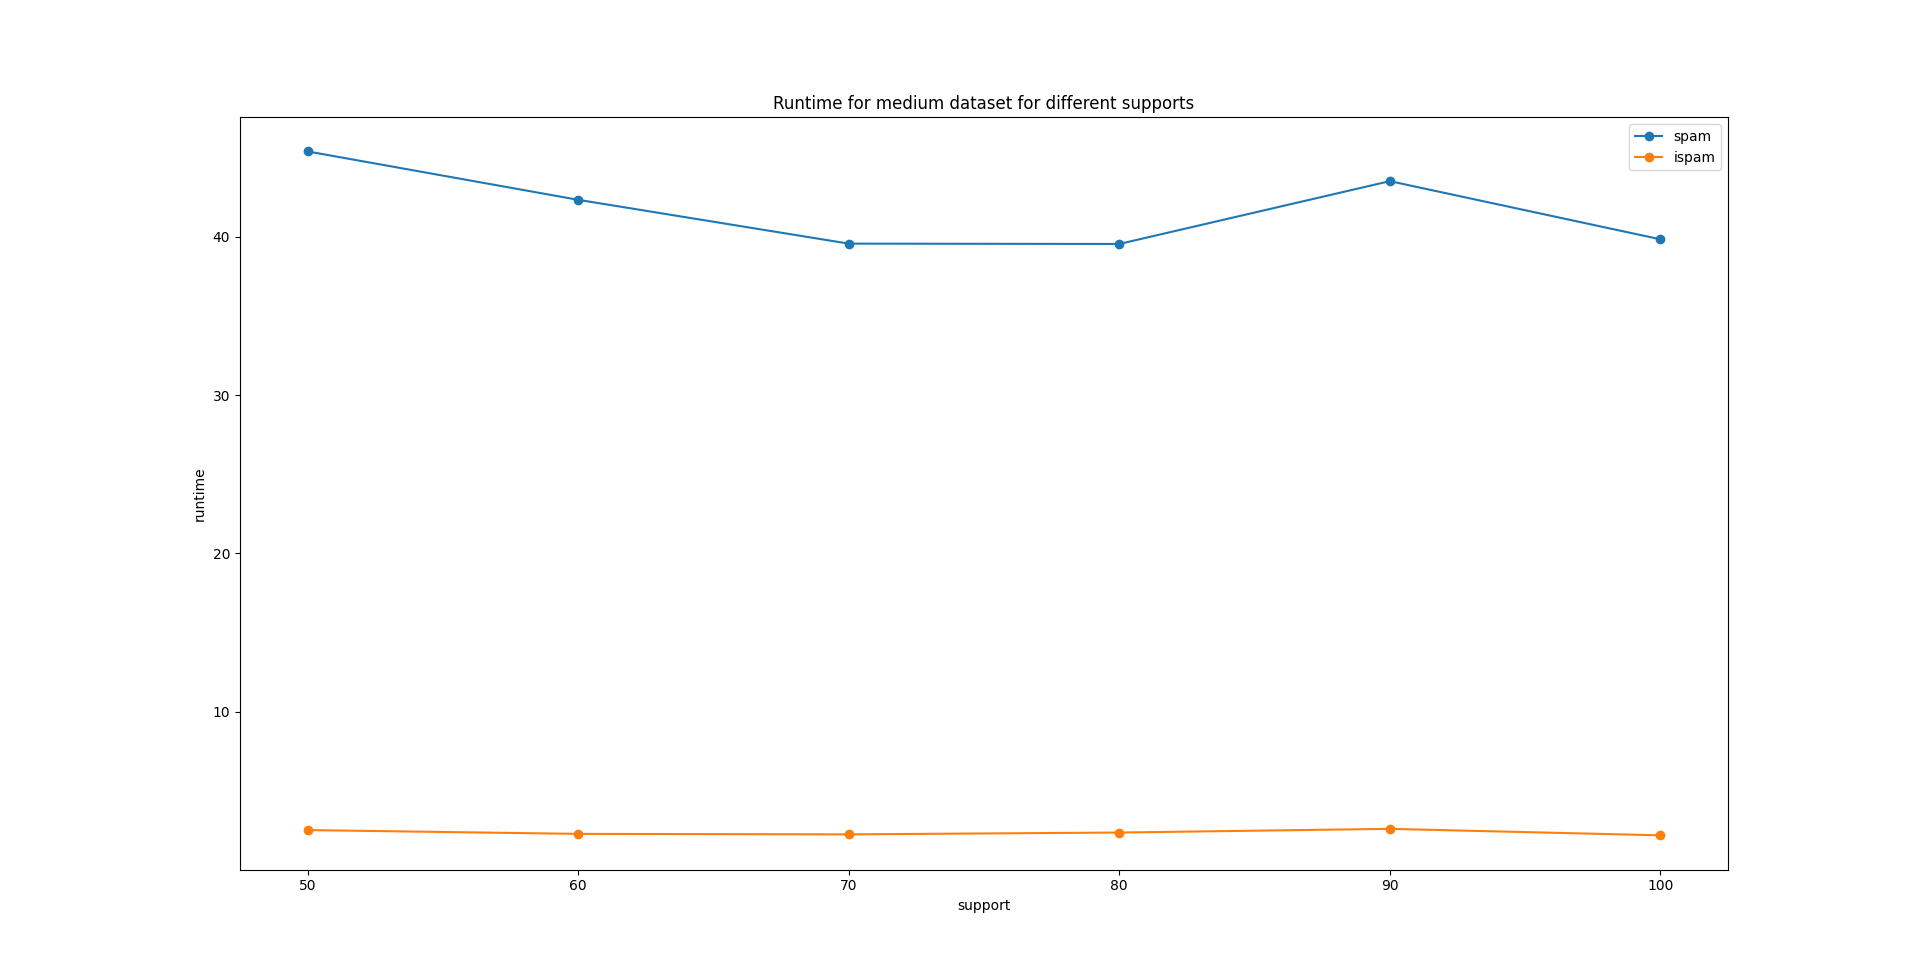 Runtime for medium dataset for different supports
spam
ispam
40
30
20
10
runtime
50 60 70 80 90 100
support